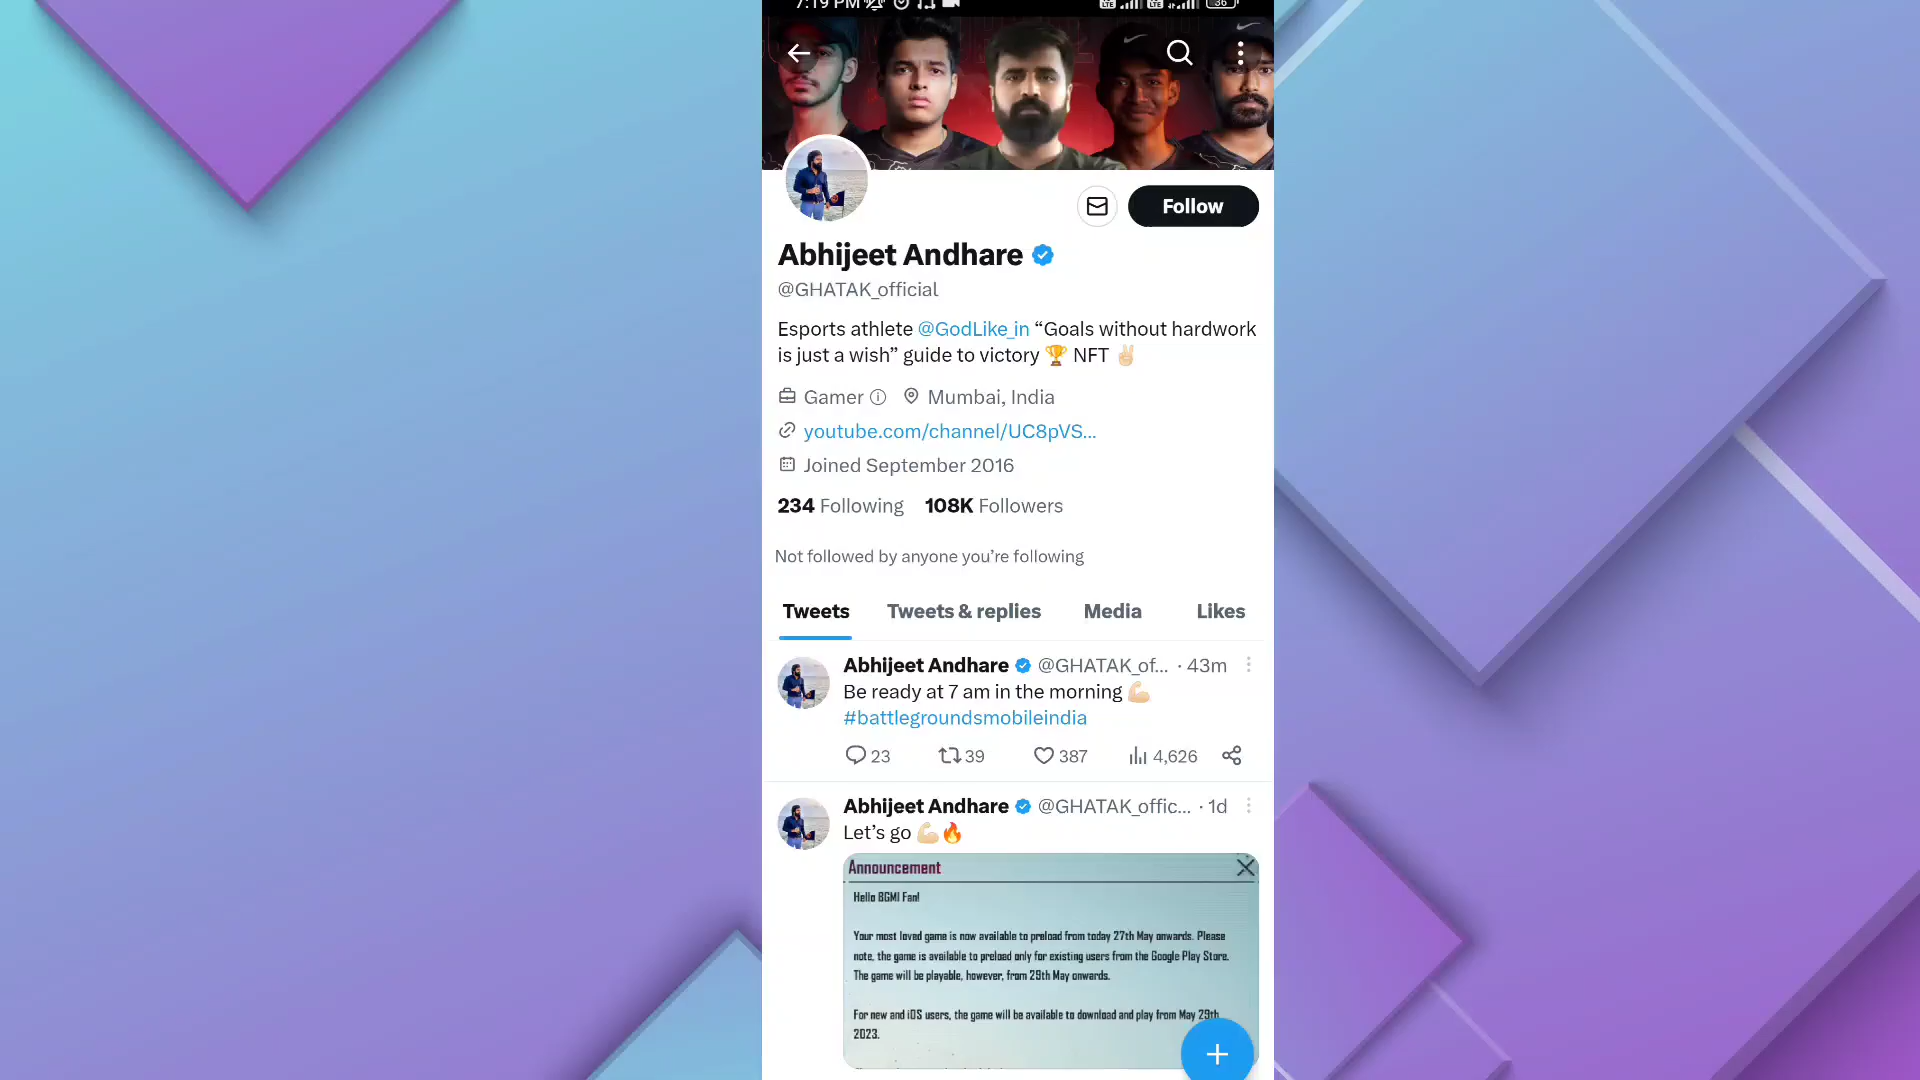 7:19 PM
36
Follow
Abhijeet Andhare
@GHATAK_official
Esports athlete @GodLike_in “Goals without hardwork
is just a wish” guide to victory 🏆 NFT ✌🏻
Gamer Mumbai, India
youtube.com/channel/UC8pVS...
Joined September 2016
234 Following 108K Followers
Not followed by anyone you’re following
Tweets Tweets & replies Media Likes
Abhijeet Andhare @GHATAK_of... · 43m
Be ready at 7 am in the morning 💪🏻
#battlegroundsmobileindia
23 39 387 4,626
Abhijeet Andhare @GHATAK_offic... · 1d
Let’s go 💪🏻🔥
Announcement
Hello BGMI Fan!
Your most loved game is now available to preload from today 27th May onwards. Please
note, the game is available to preload only for existing users from the Google Play Store.
The game will be playable, however, from 29th May onwards.
For new and iOS users, the game will be available to download and play from May 29th
2023.